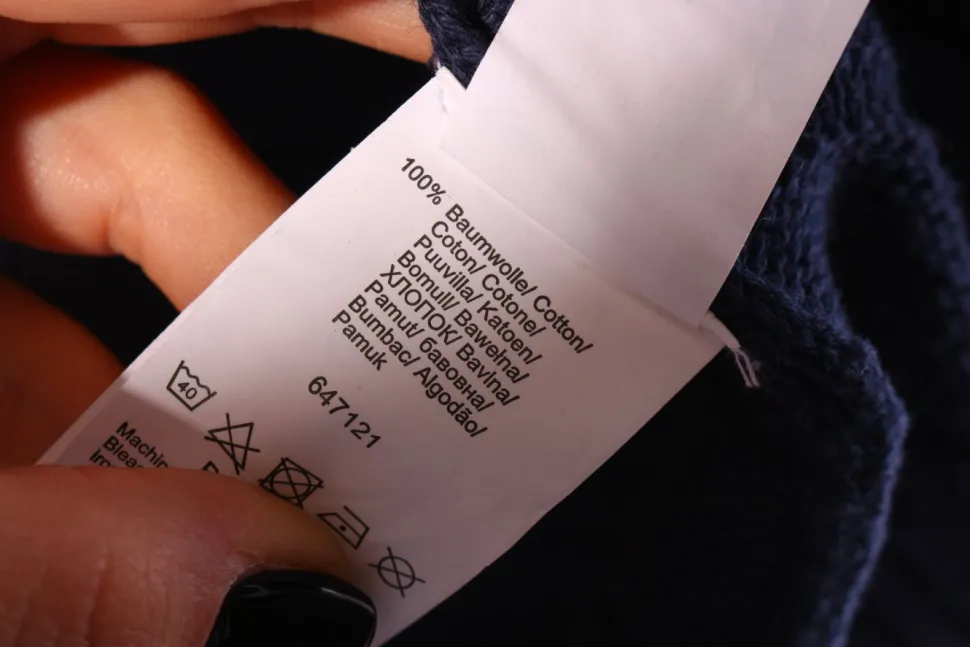 100% Baumwolle/ Cotton/
Coton/ Cotone/
Puuvilla/ Katoen/
Bomull/ Bawełna/
ХЛОПОК/ Bavlna/
Pamut/ бавовна/
Bumbac/ Algodão/
Pamuk
647121
40